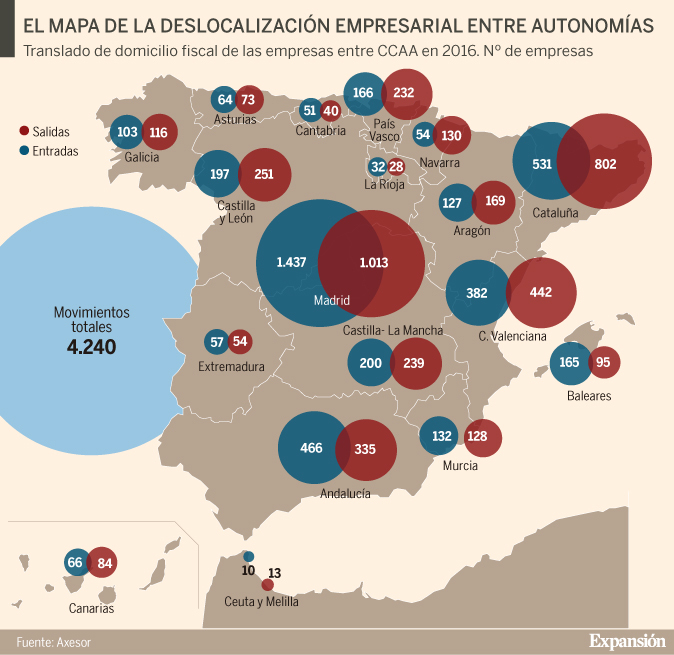 EL MAPA DE LA DESLOCALIZACIÓN EMPRESARIAL ENTRE AUTONOMÍAS
Translado de domicilio fiscal de las empresas entre CCAA en 2016. Nº de empresas
Salidas
Entradas
103 116
Galicia
64 73
Asturias
51 40
Cantabria
166 232
País
Vasco
54 130
Navarra
32 28
La Rioja
197 251
Castilla
y León
127 169
Aragón
531 802
Cataluña
1.437 1.013
Madrid
Movimientos
totales
4.240
382 442
C. Valenciana
57 54
Extremadura
Castilla- La Mancha
200 239
165 95
Baleares
466 335
Andalucía
132 128
Murcia
66 84
Canarias
10 13
Ceuta y Melilla
Fuente: Axesor
Expansión